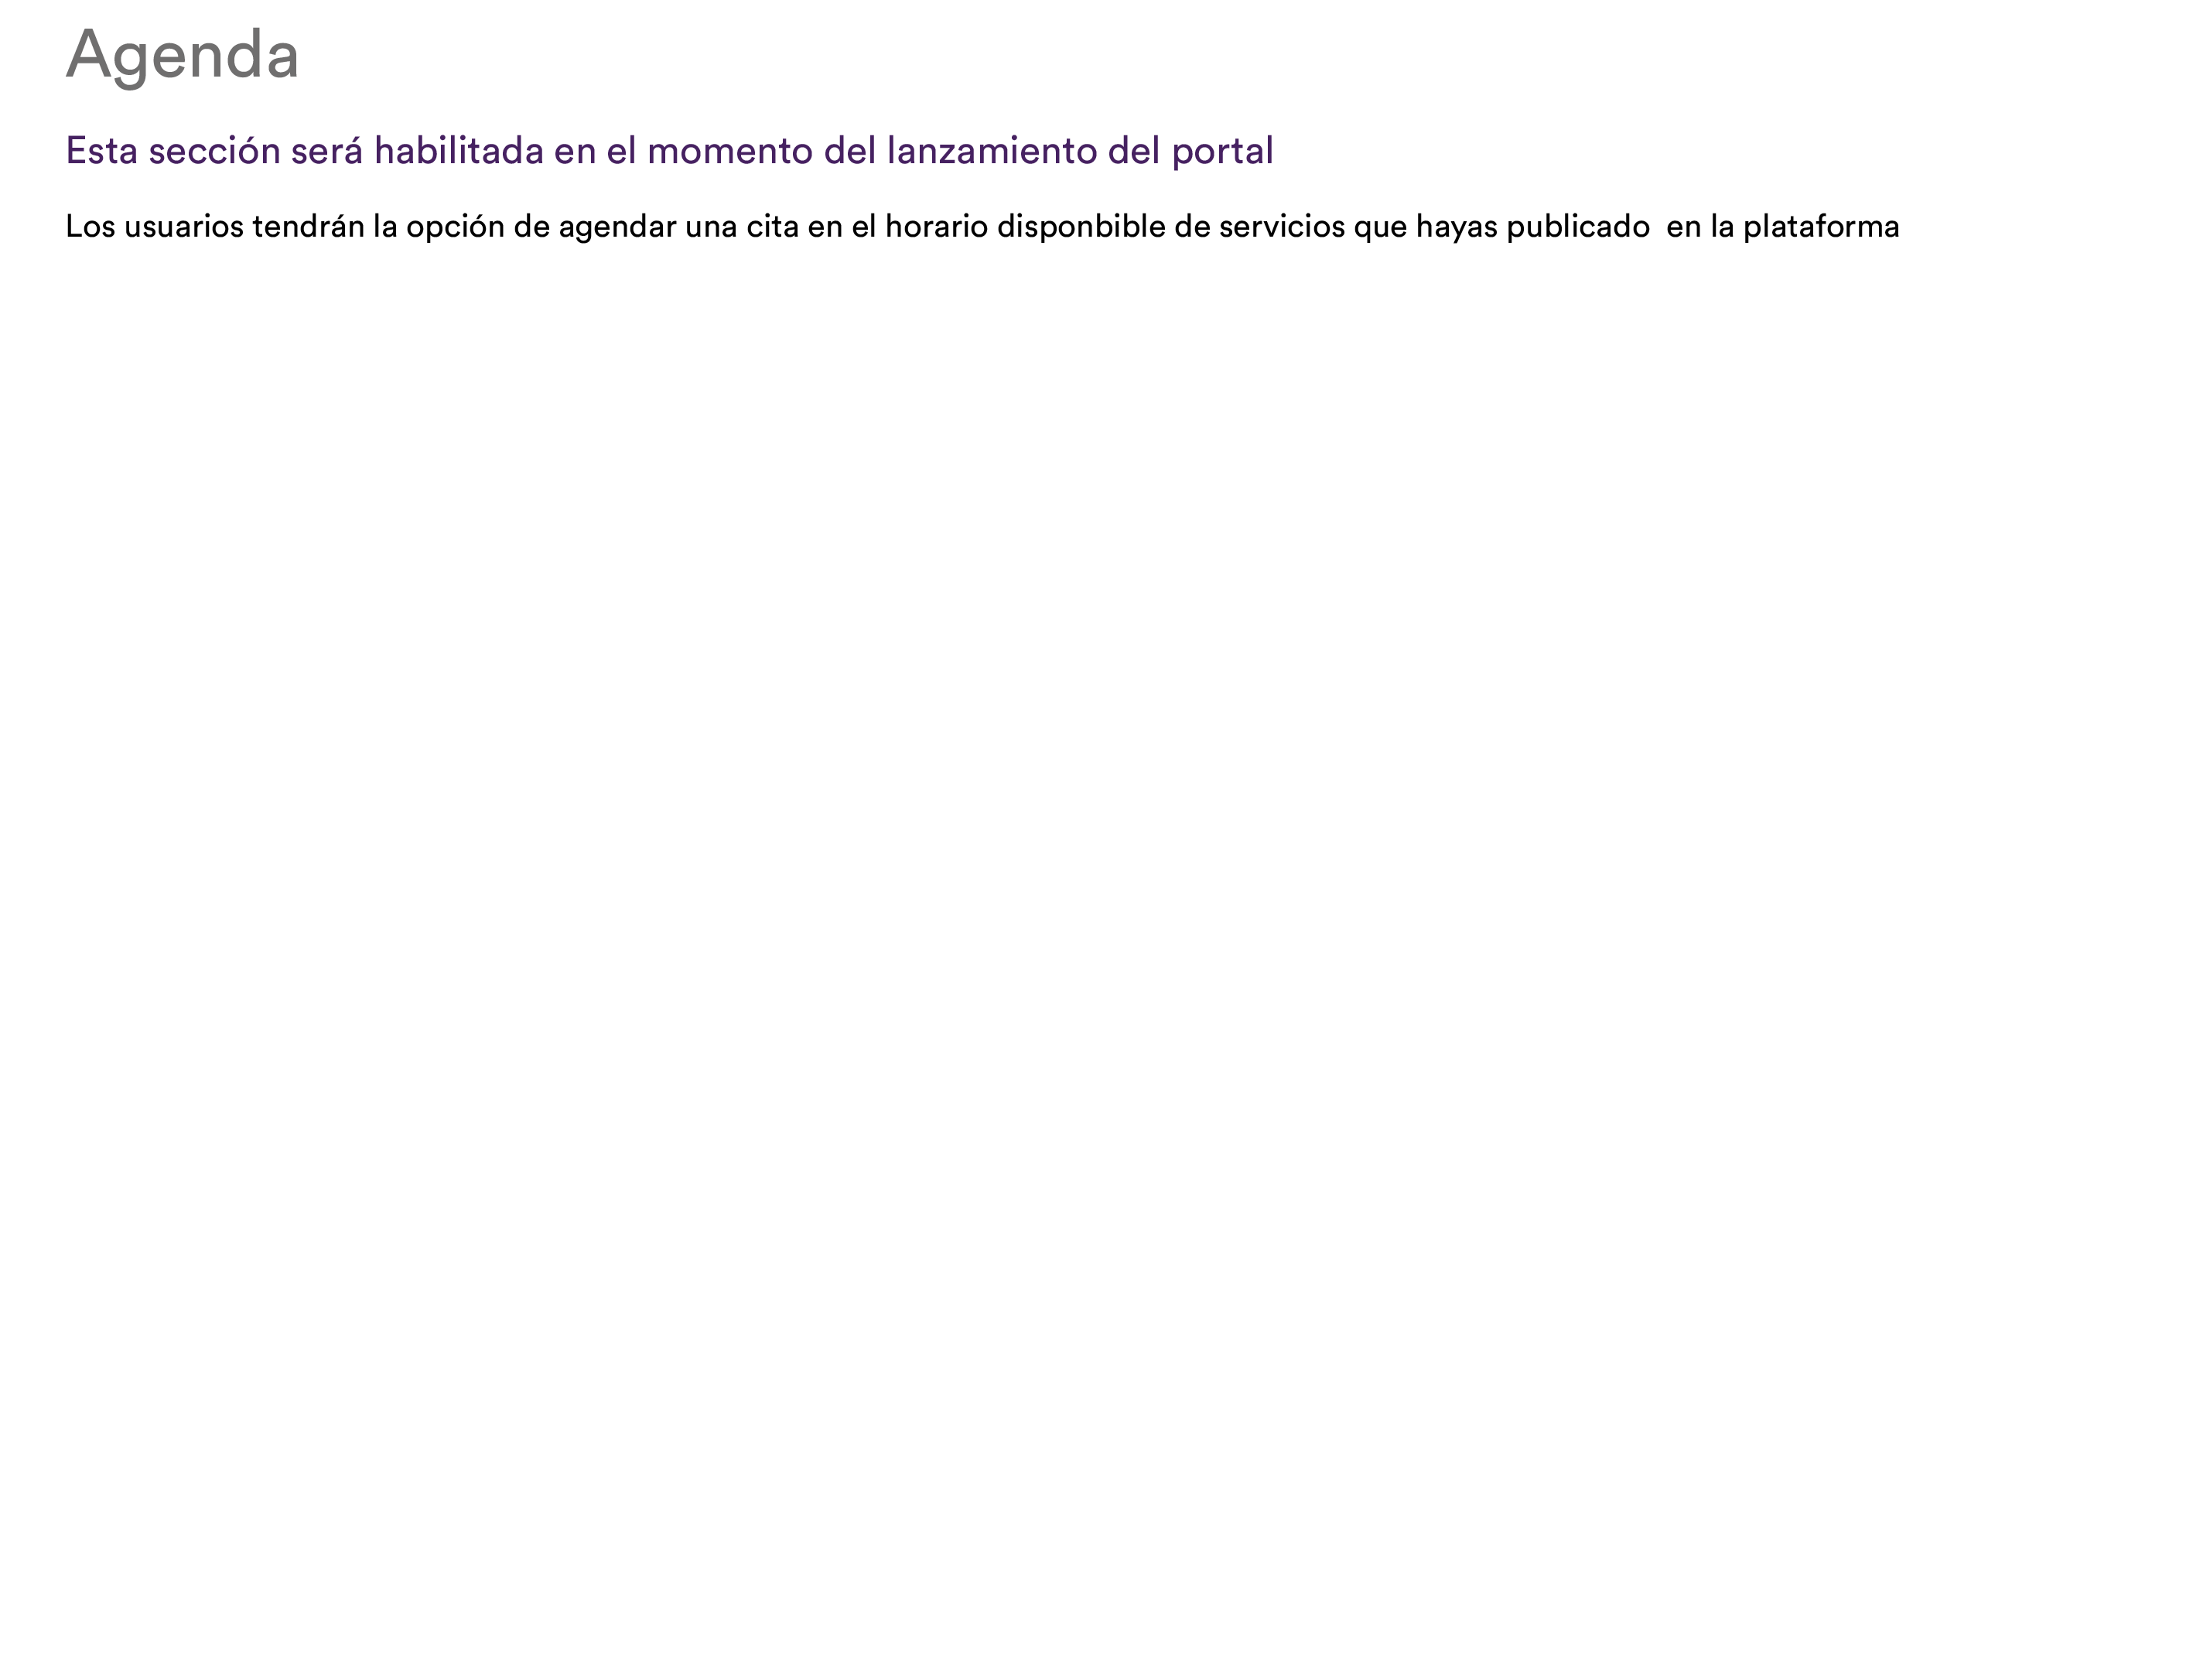 Agenda
Esta sección será habilitada en el momento del lanzamiento del portal
Los usuarios tendrán la opción de agendar una cita en el horario disponbible de servicios que hayas publicado  en la plataforma